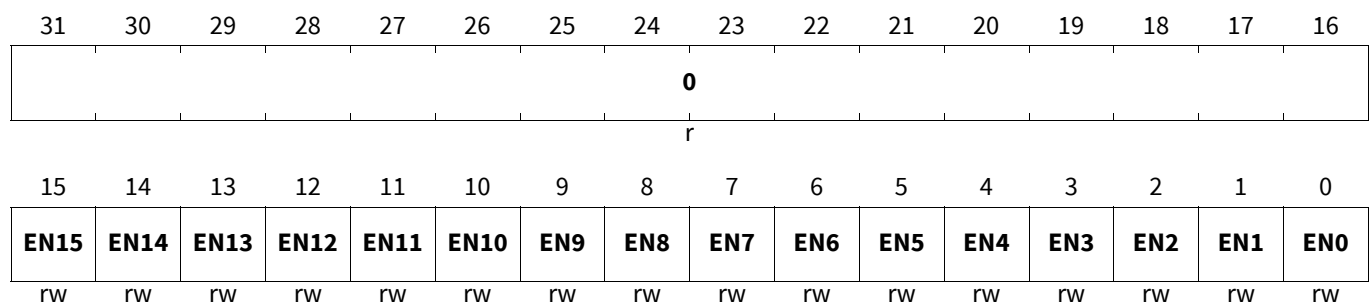 31 30 29 28 27 26 25 24 23 22 21 20 19 18 17 16
0
r
15 14 13 12 11 10 9 8 7 6 5 4 3 2 1 0
EN15 EN14 EN13 EN12 EN11 EN10 EN9 EN8 EN7 EN6 EN5 EN4 EN3 EN2 EN1 EN0
rw rw rw rw rw rw rw rw rw rw rw rw rw rw rw rw